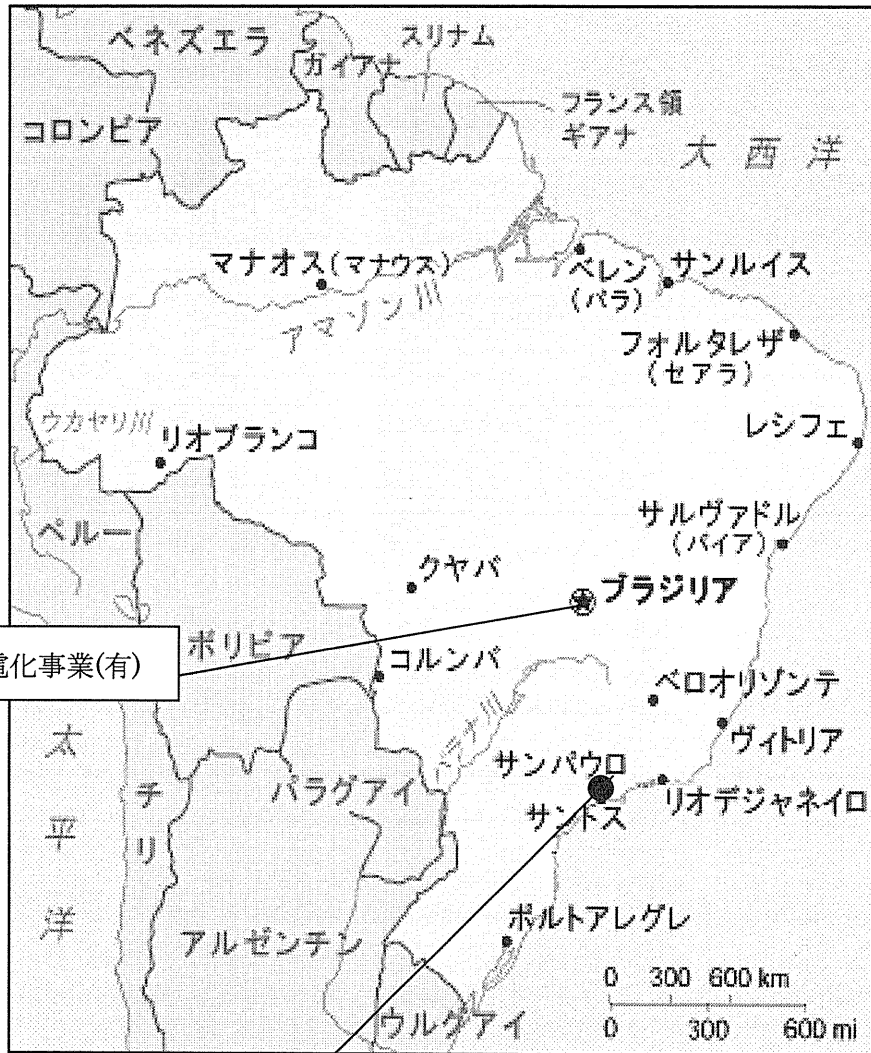 ベネズエラ
スリナム
ガイアナ
フランス領
ギアナ
コロンビア
大西洋
マナオス(マナウス)
アマゾン川
ベレン
(パラ)
サンルイス
フォルタレザ
(セアラ)
ウカヤリ川
リオブランコ
レシフェ
ペルー
サルヴァドル
(バイア)
クヤバ
ブラジリア
電化事業(有)
ボリビア
コルンバ
ベロオリゾンテ
パラナ川
ヴィトリア
太平洋
チリ
パラグアイ
サンパウロ
サントス
リオデジャネイロ
アルゼンチン
ポルトアレグレ
ウルグアイ
0 300 600 km
0 300 600 mi